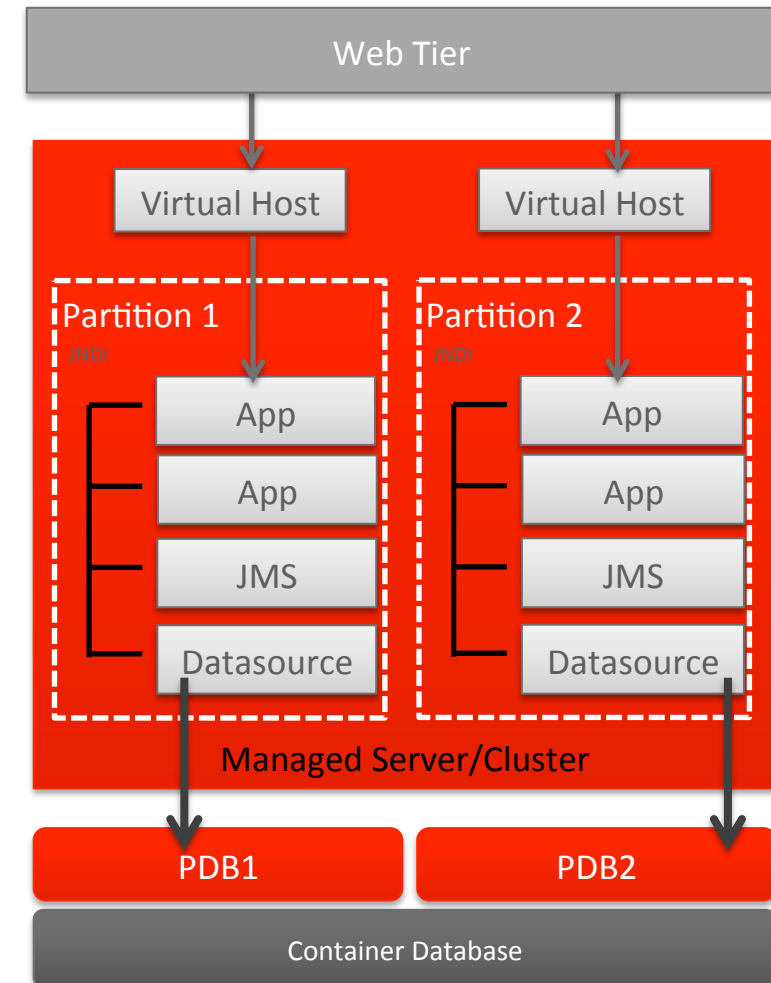 Web Tier
Virtual Host
Virtual Host
Partition 1
JNDI
App
App
JMS
Datasource
Partition 2
JNDI
App
App
JMS
Datasource
Managed Server/Cluster
PDB1
PDB2
Container Database